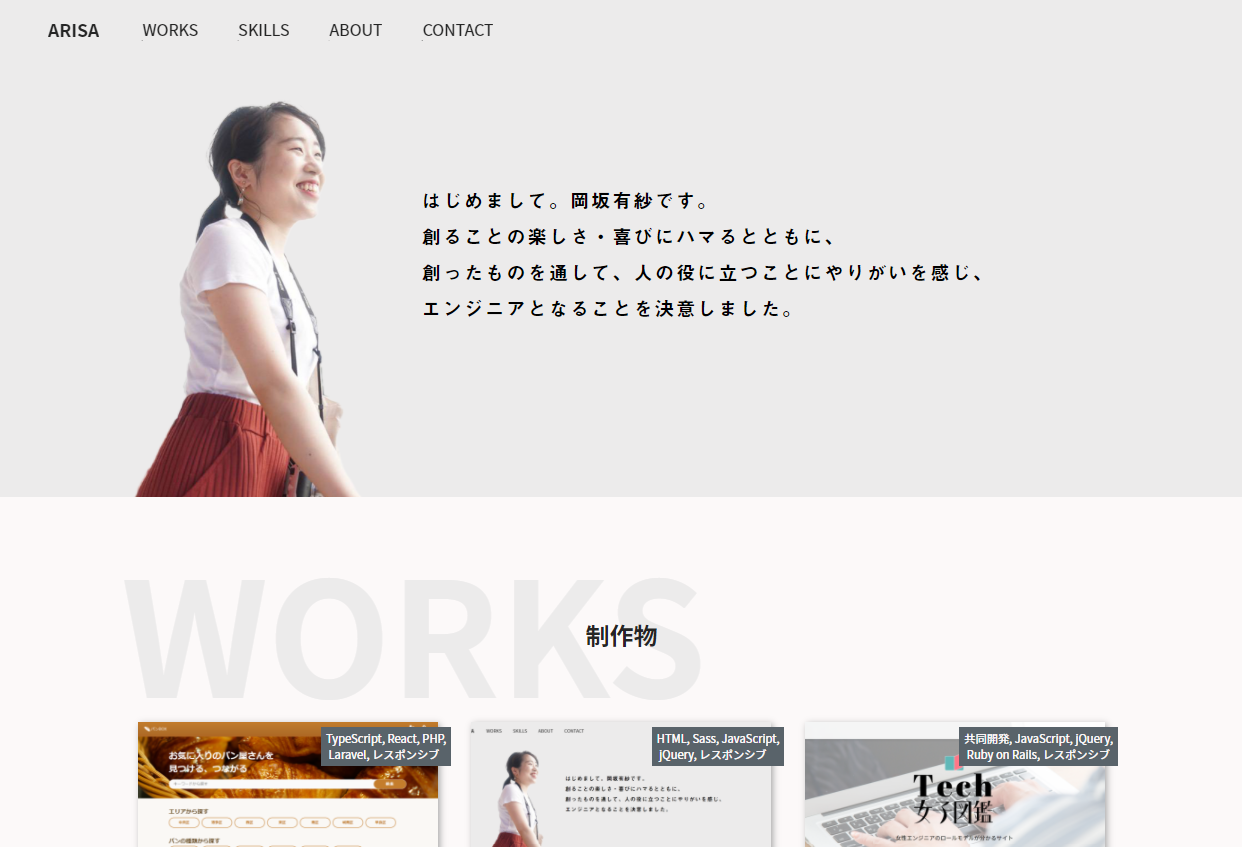 ARISA WORKS SKILLS ABOUT CONTACT
はじめまして。岡坂有紗です。
創ることの楽しさ・喜びにハマるとともに、
創ったものを通して、人の役に立つことにやりがいを感じ、
エンジニアとなることを決意しました。
WORKS
制作物
TypeScript, React, PHP,
Laravel, レスポンシブ
お気に入りのパン屋さんを
見つける、つながる
エリアから探す
パンの種類から探す
HTML, Sass, JavaScript,
jQuery, レスポンシブ
WORKS SKILLS ABOUT CONTACT
はじめまして。岡坂有紗です。
創ることの楽しさ・喜びにハマるとともに、
創ったものを通して、人の役に立つことにやりがいを感じ、
エンジニアとなることを決意しました。
共同開発, JavaScript, jQuery,
Ruby on Rails, レスポンシブ
Tech
女子図鑑
女性エンジニアのロールモデルが分かるサイト